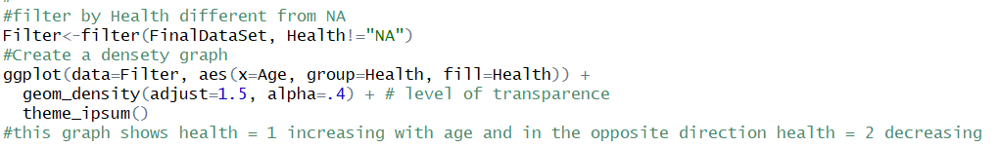 #filter by Health different from NA
Filter<-filter(FinalDataSet, Health!="NA")
#Create a densety graph
ggplot(data=Filter, aes(x=Age, group=Health, fill=Health)) +
  geom_density(adjust=1.5, alpha=.4) + # level of transparence
  theme_ipsum()
#this graph shows health = 1 increasing with age and in the opposite direction health = 2 decreasing